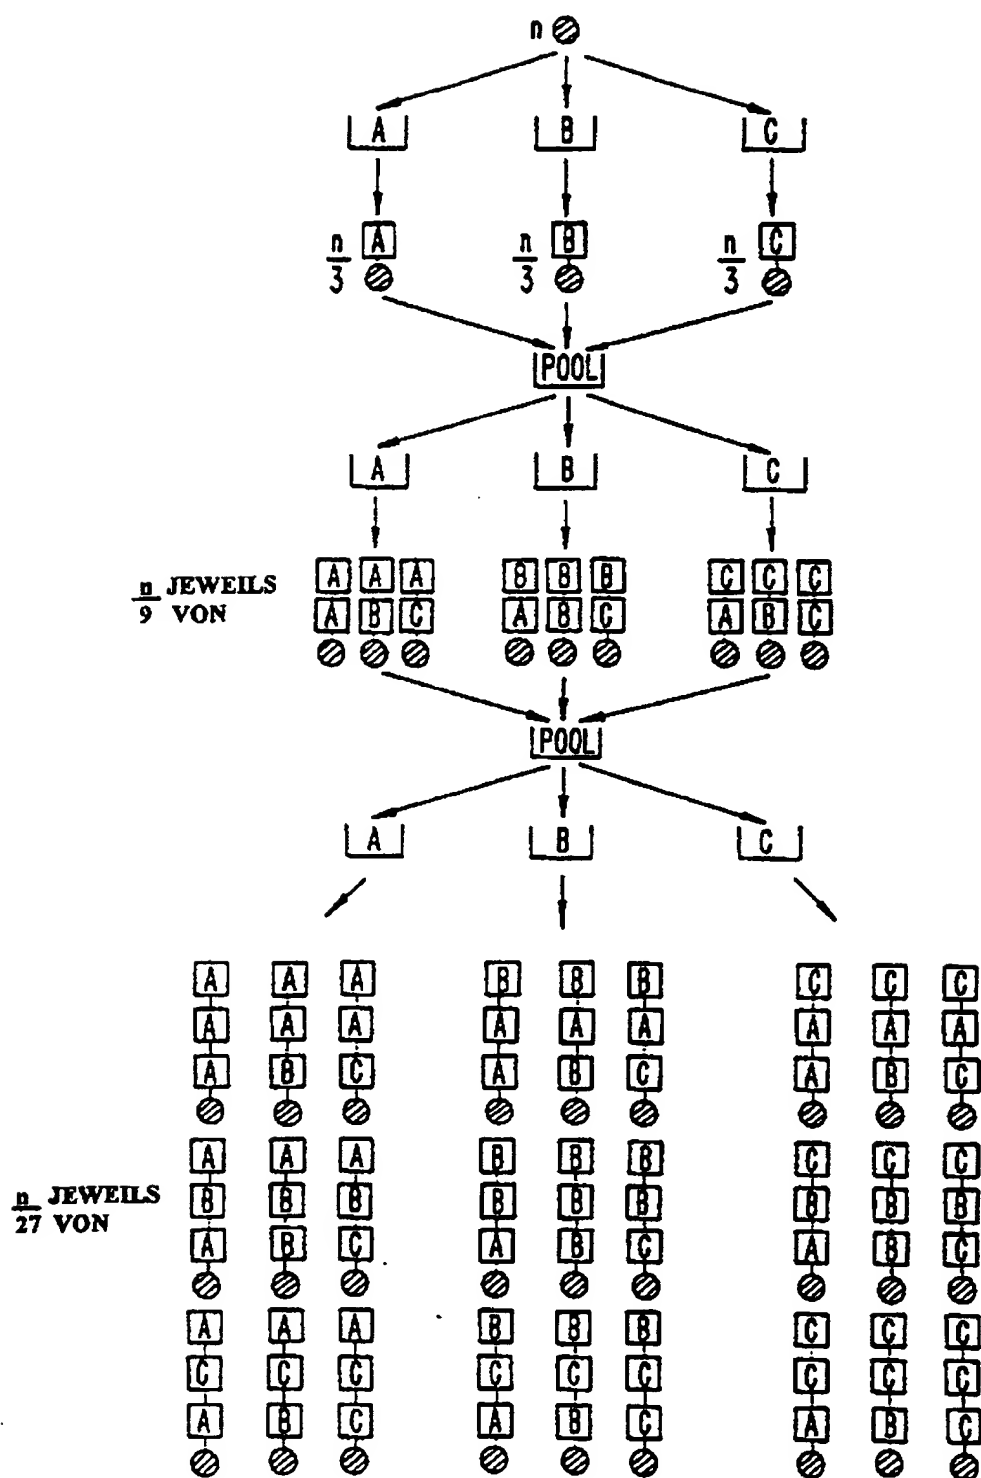 n
A B C
n/3 A n/3 B n/3 C
POOL
A B C
A A A B B B C C C
n/9 JEWEILS VON
A B C A B C A B C
POOL
A B C
A A A B B B C C C
A A A A A A A A A
A B C A B C A B C
A A A B B B C C C
n/27 JEWEILS VON
B B B B B B B B B
A B C A B C A B C
A A A B B B C C C
C C C C C C C C C
A B C A B C A B C